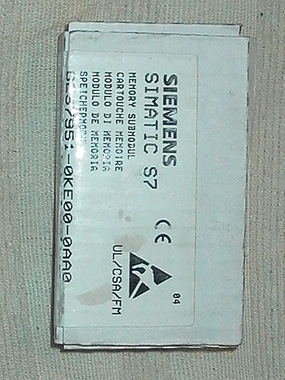 SIEMENS
SIMATIC S7
MEMORY SUBMODUL
CARTOUCHE MEMOIRE
MODULO DI MEMORIA
MODULO DE MEMORIA
SPEICHERMODUL
6ES7951-0KE00-0AA0
04
CE
UL/CSA/FM